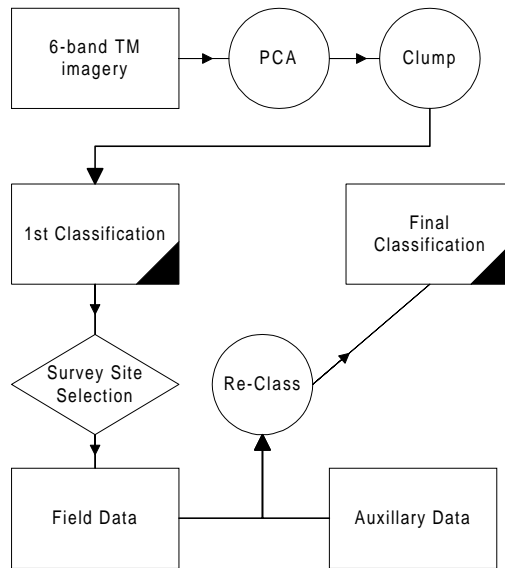 6-band TM
imagery
PCA
Clump
1st Classification
Final
Classification
Survey Site
Selection
Re-Class
Field Data
Auxillary Data